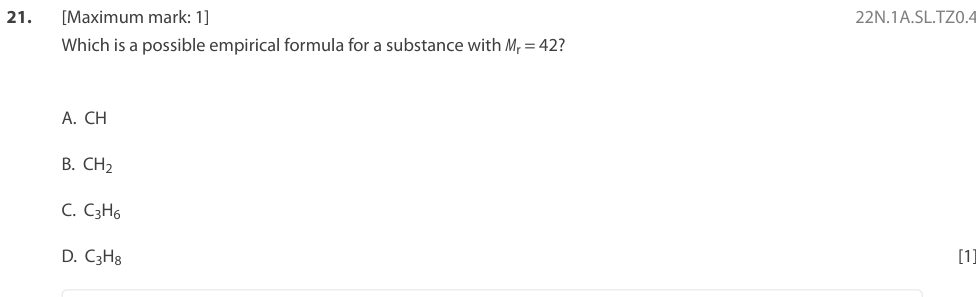 21. [Maximum mark: 1] 22N.1A.SL.TZ0.4
Which is a possible empirical formula for a substance with Mᵣ = 42?
A. CH
B. CH₂
C. C₃H₆
D. C₃H₈ [1]